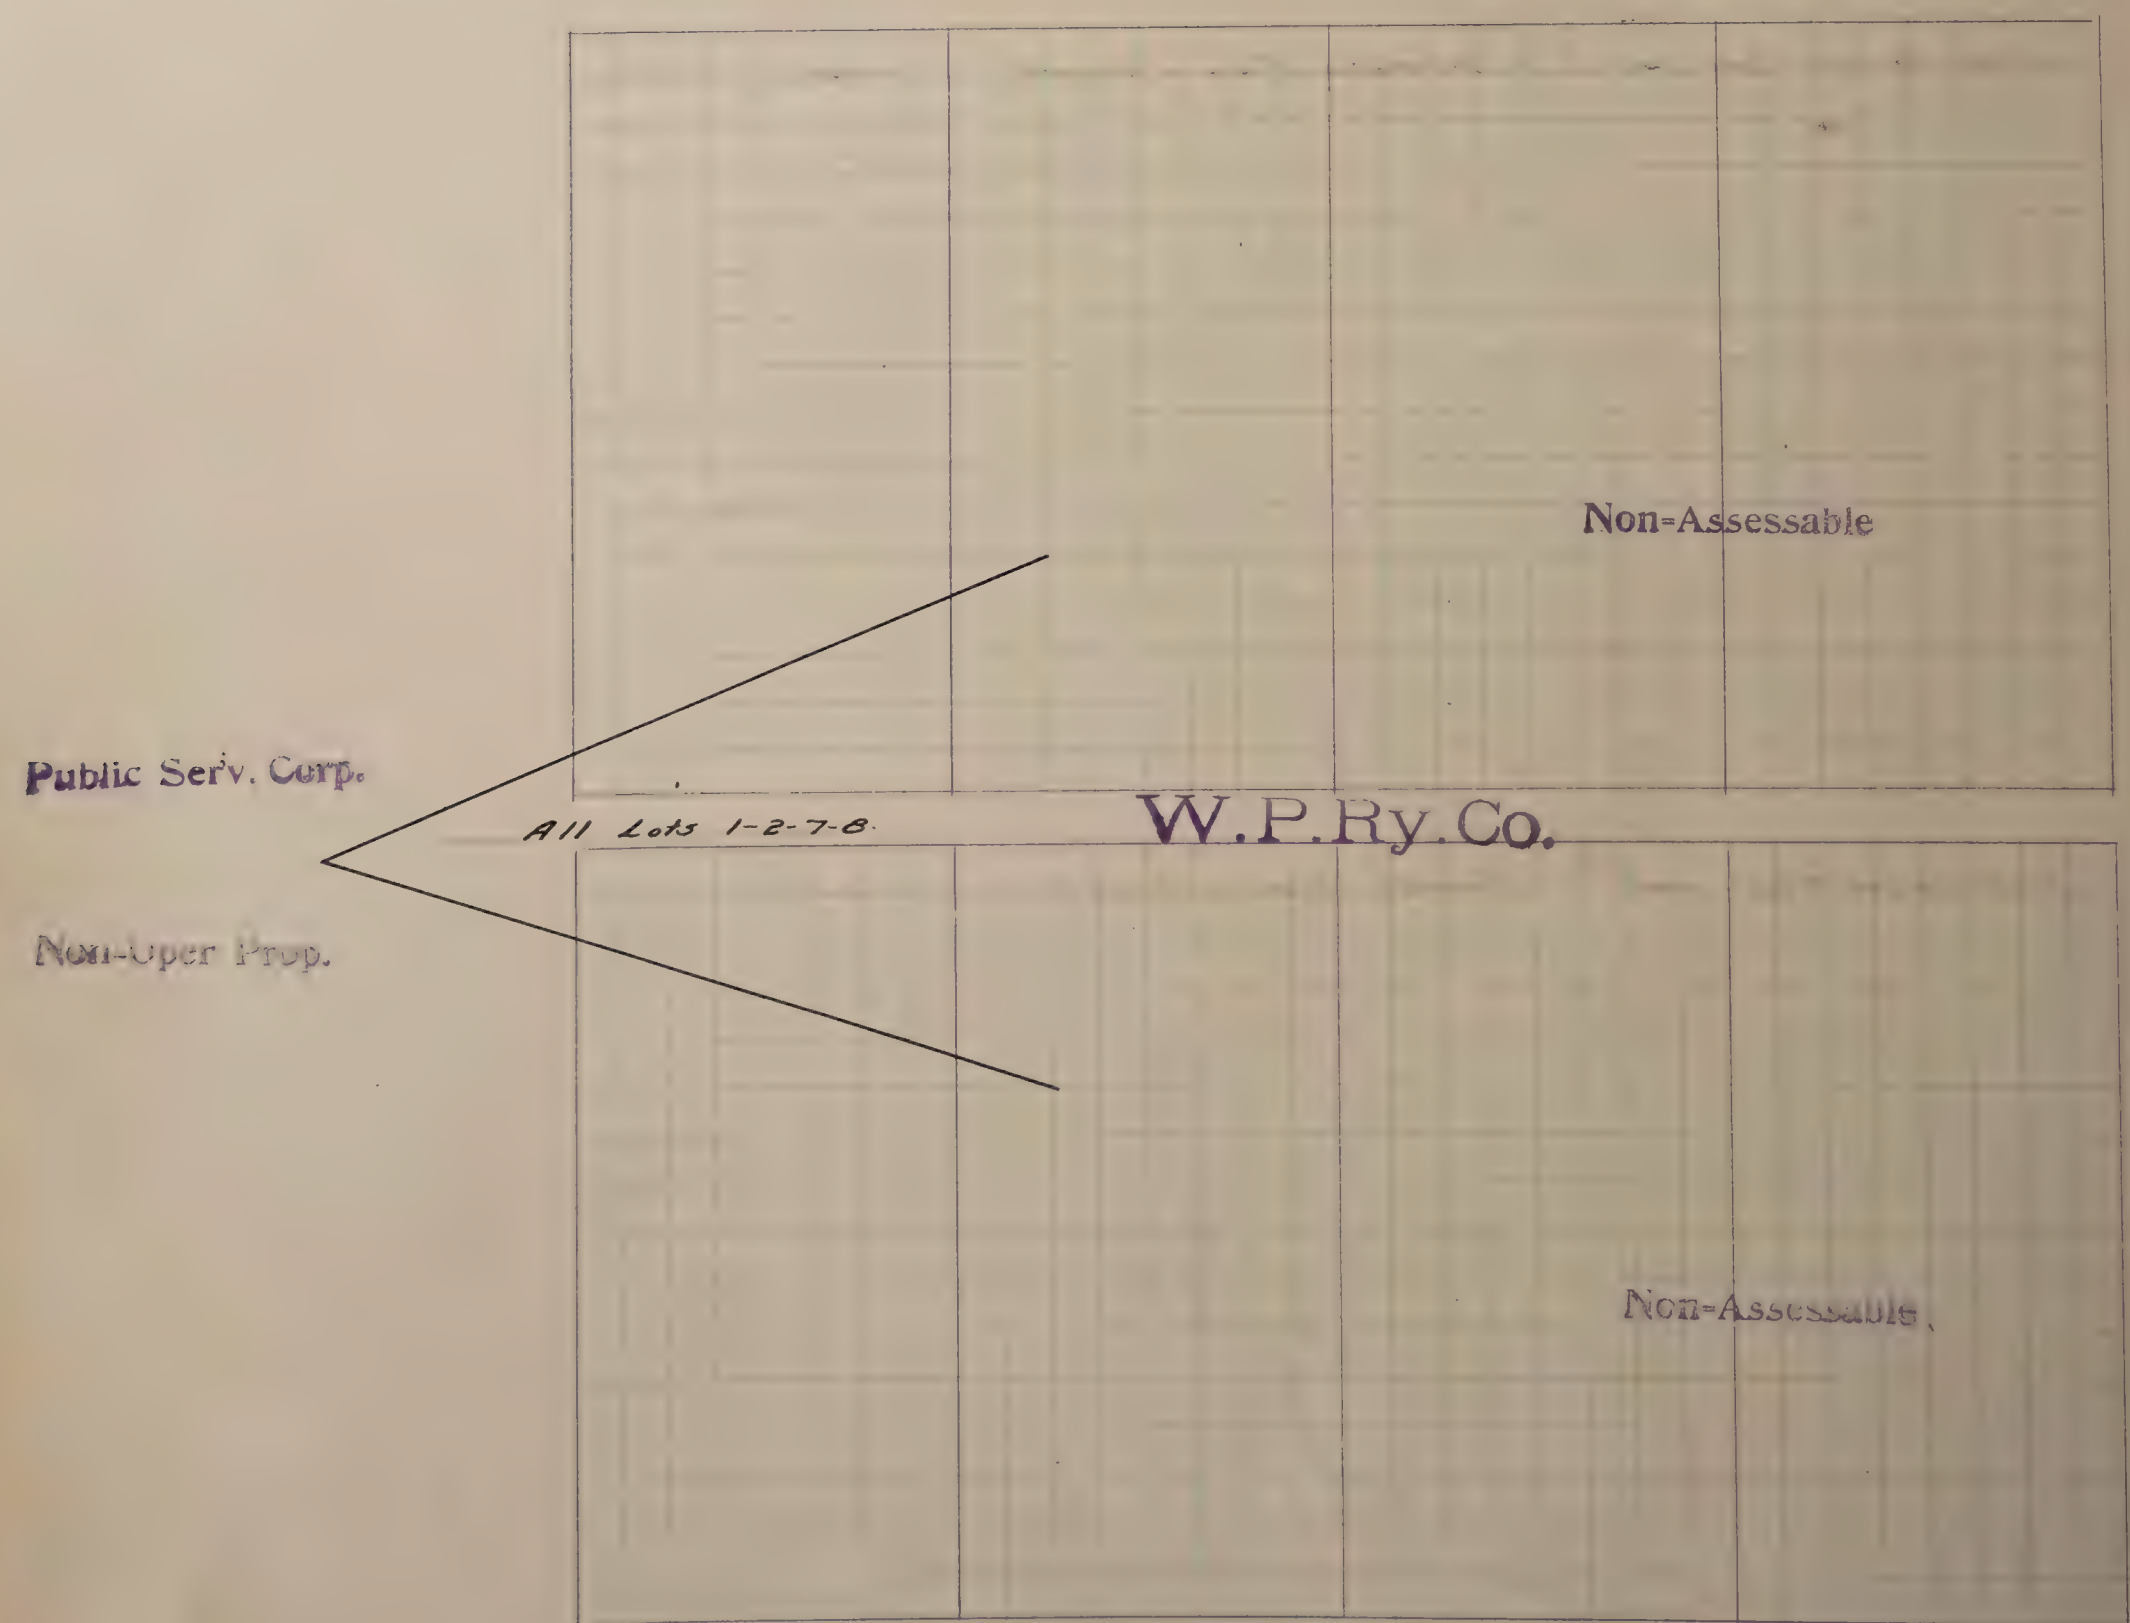 Non=Assessable
Public Serv. Corp.
All Lots 1-2-7-8.
W.P.Ry.Co.
Non-Oper Prop.
Non=Assessable